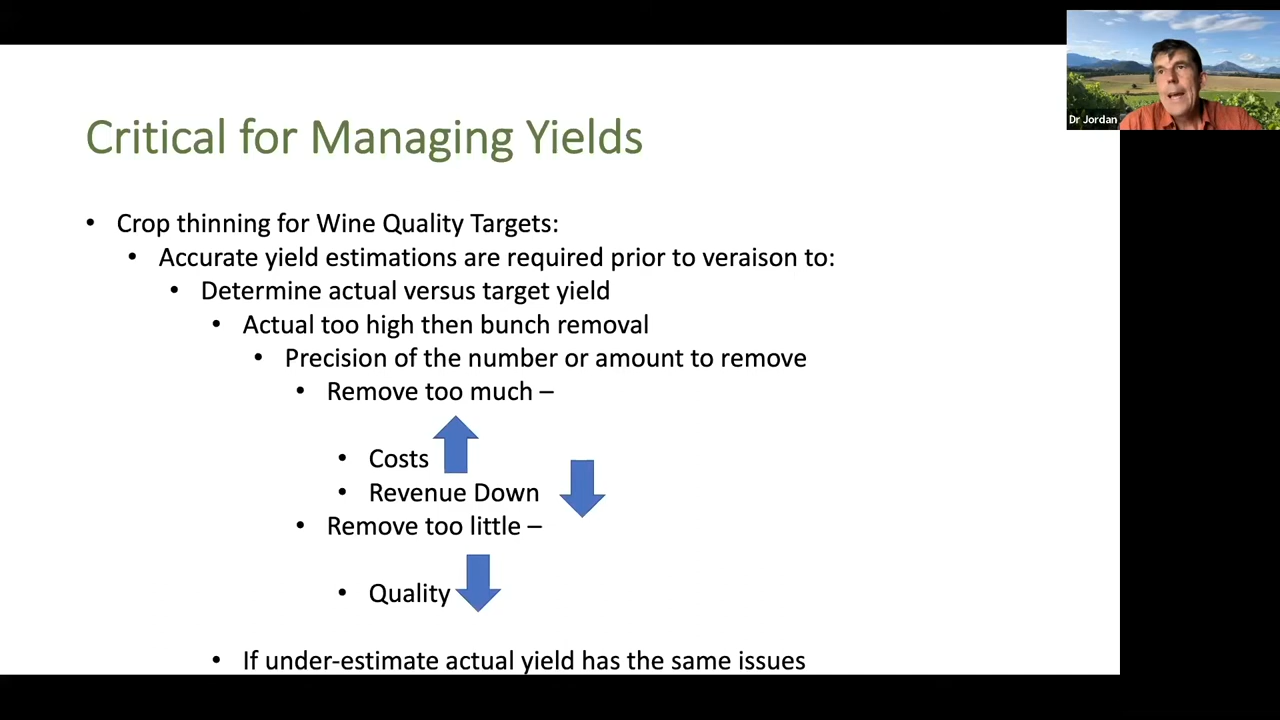 Dr Jordan
Critical for Managing Yields
• Crop thinning for Wine Quality Targets:
• Accurate yield estimations are required prior to veraison to:
• Determine actual versus target yield
• Actual too high then bunch removal
• Precision of the number or amount to remove
• Remove too much –
• Costs
• Revenue Down
• Remove too little –
• Quality
• If under-estimate actual yield has the same issues